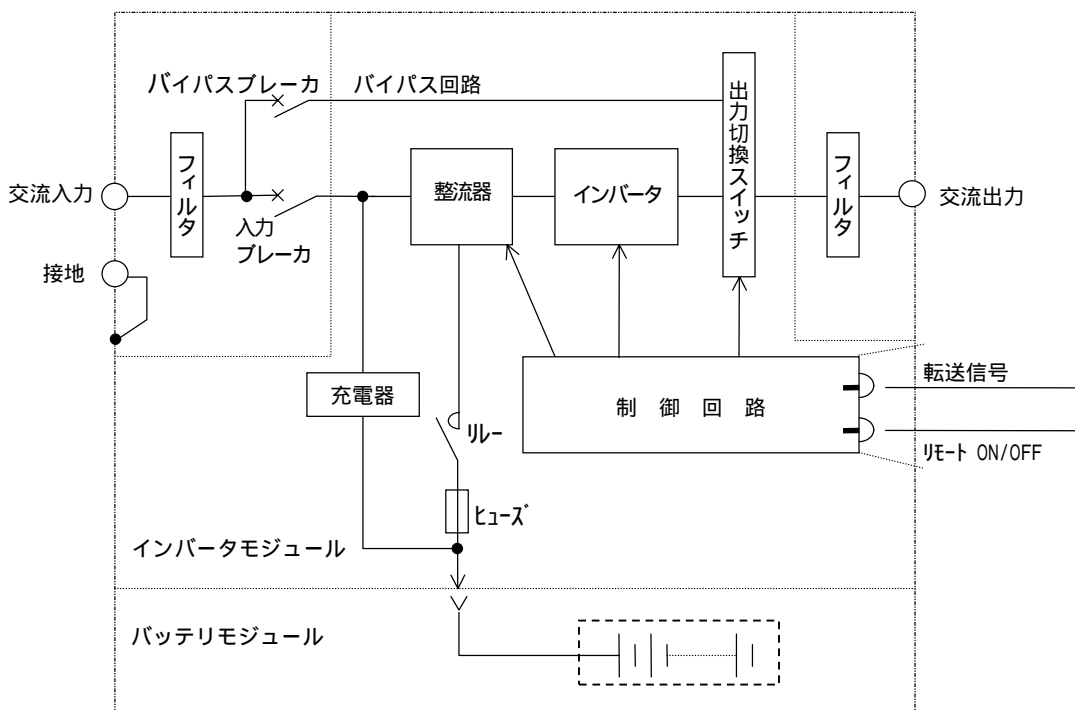 バイパスブレーカ
バイパス回路
出力切換スイッチ
フィルタ
整流器
インバータ
フィルタ
交流入力
交流出力
入力
ブレーカ
接地
転送信号
充電器
制 御 回 路
ﾘﾚｰ
ﾘﾓｰﾄ ON/OFF
ﾋｭｰｽﾞ
インバータモジュール
バッテリモジュール